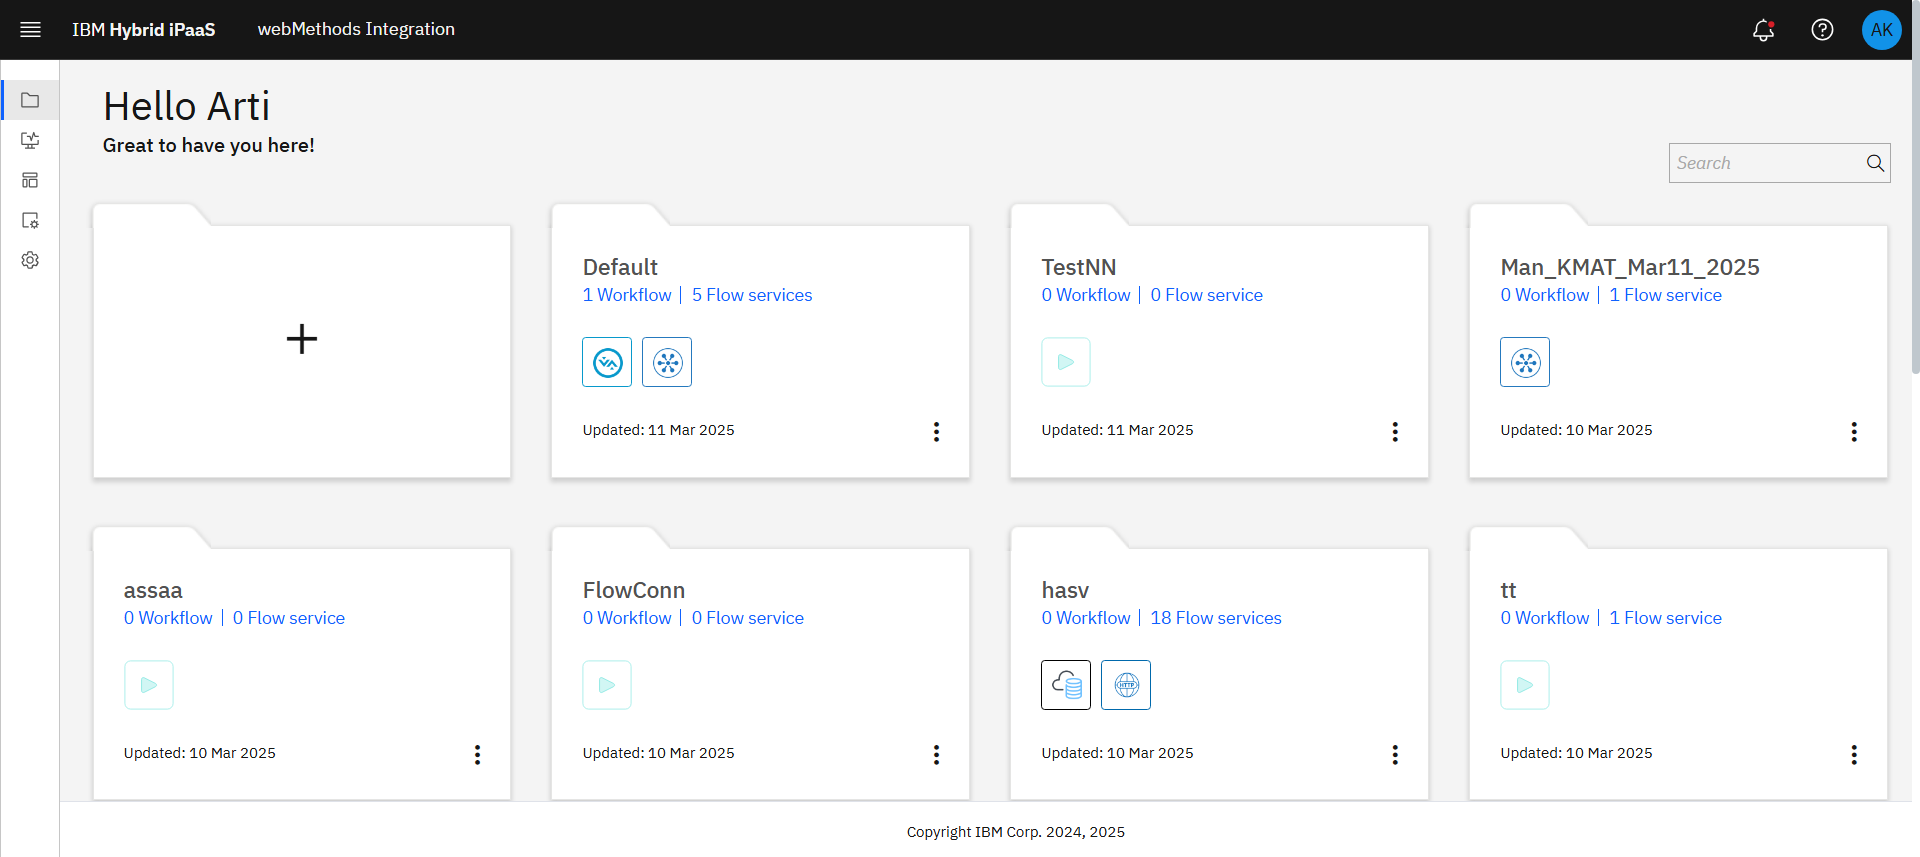 IBM Hybrid iPaaS webMethods Integration AK
Hello Arti
Great to have you here!
Search
Default
1 Workflow | 5 Flow services
Updated: 11 Mar 2025
TestNN
0 Workflow | 0 Flow service
Updated: 11 Mar 2025
Man_KMAT_Mar11_2025
0 Workflow | 1 Flow service
Updated: 10 Mar 2025
assaa
0 Workflow | 0 Flow service
Updated: 10 Mar 2025
FlowConn
0 Workflow | 0 Flow service
Updated: 10 Mar 2025
hasv
0 Workflow | 18 Flow services
HTTP
Updated: 10 Mar 2025
tt
0 Workflow | 1 Flow service
Updated: 10 Mar 2025
Copyright IBM Corp. 2024, 2025